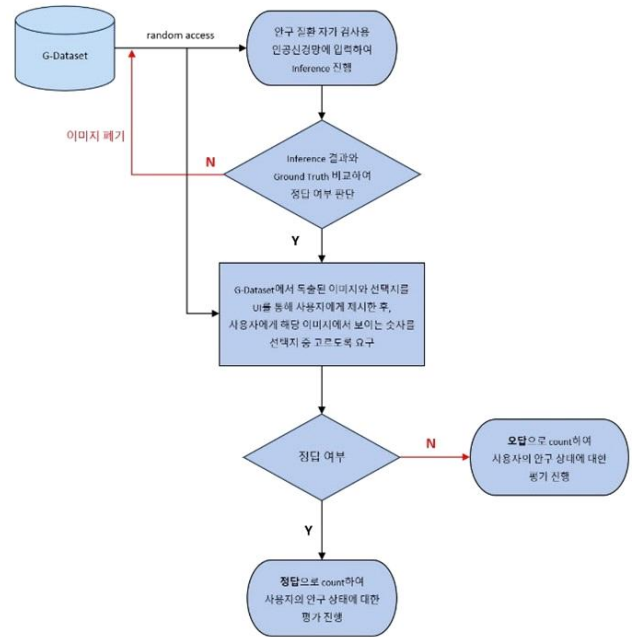 G-Dataset
random access
안구 질환 자가 검사용
인공신경망에 입력하여
Inference 진행
이미지 폐기
N
Inference 결과와
Ground Truth 비교하여
정답 여부 판단
Y
G-Dataset에서 독출된 이미지와 선택지를
UI를 통해 사용자에게 제시한 후,
사용자에게 해당 이미지에서 보이는 숫자를
선택지 중 고르도록 요구
정답 여부
N
오답으로 count하여
사용자의 안구 상태에 대한
평가 진행
Y
정답으로 count하여
사용자의 안구 상태에 대한
평가 진행